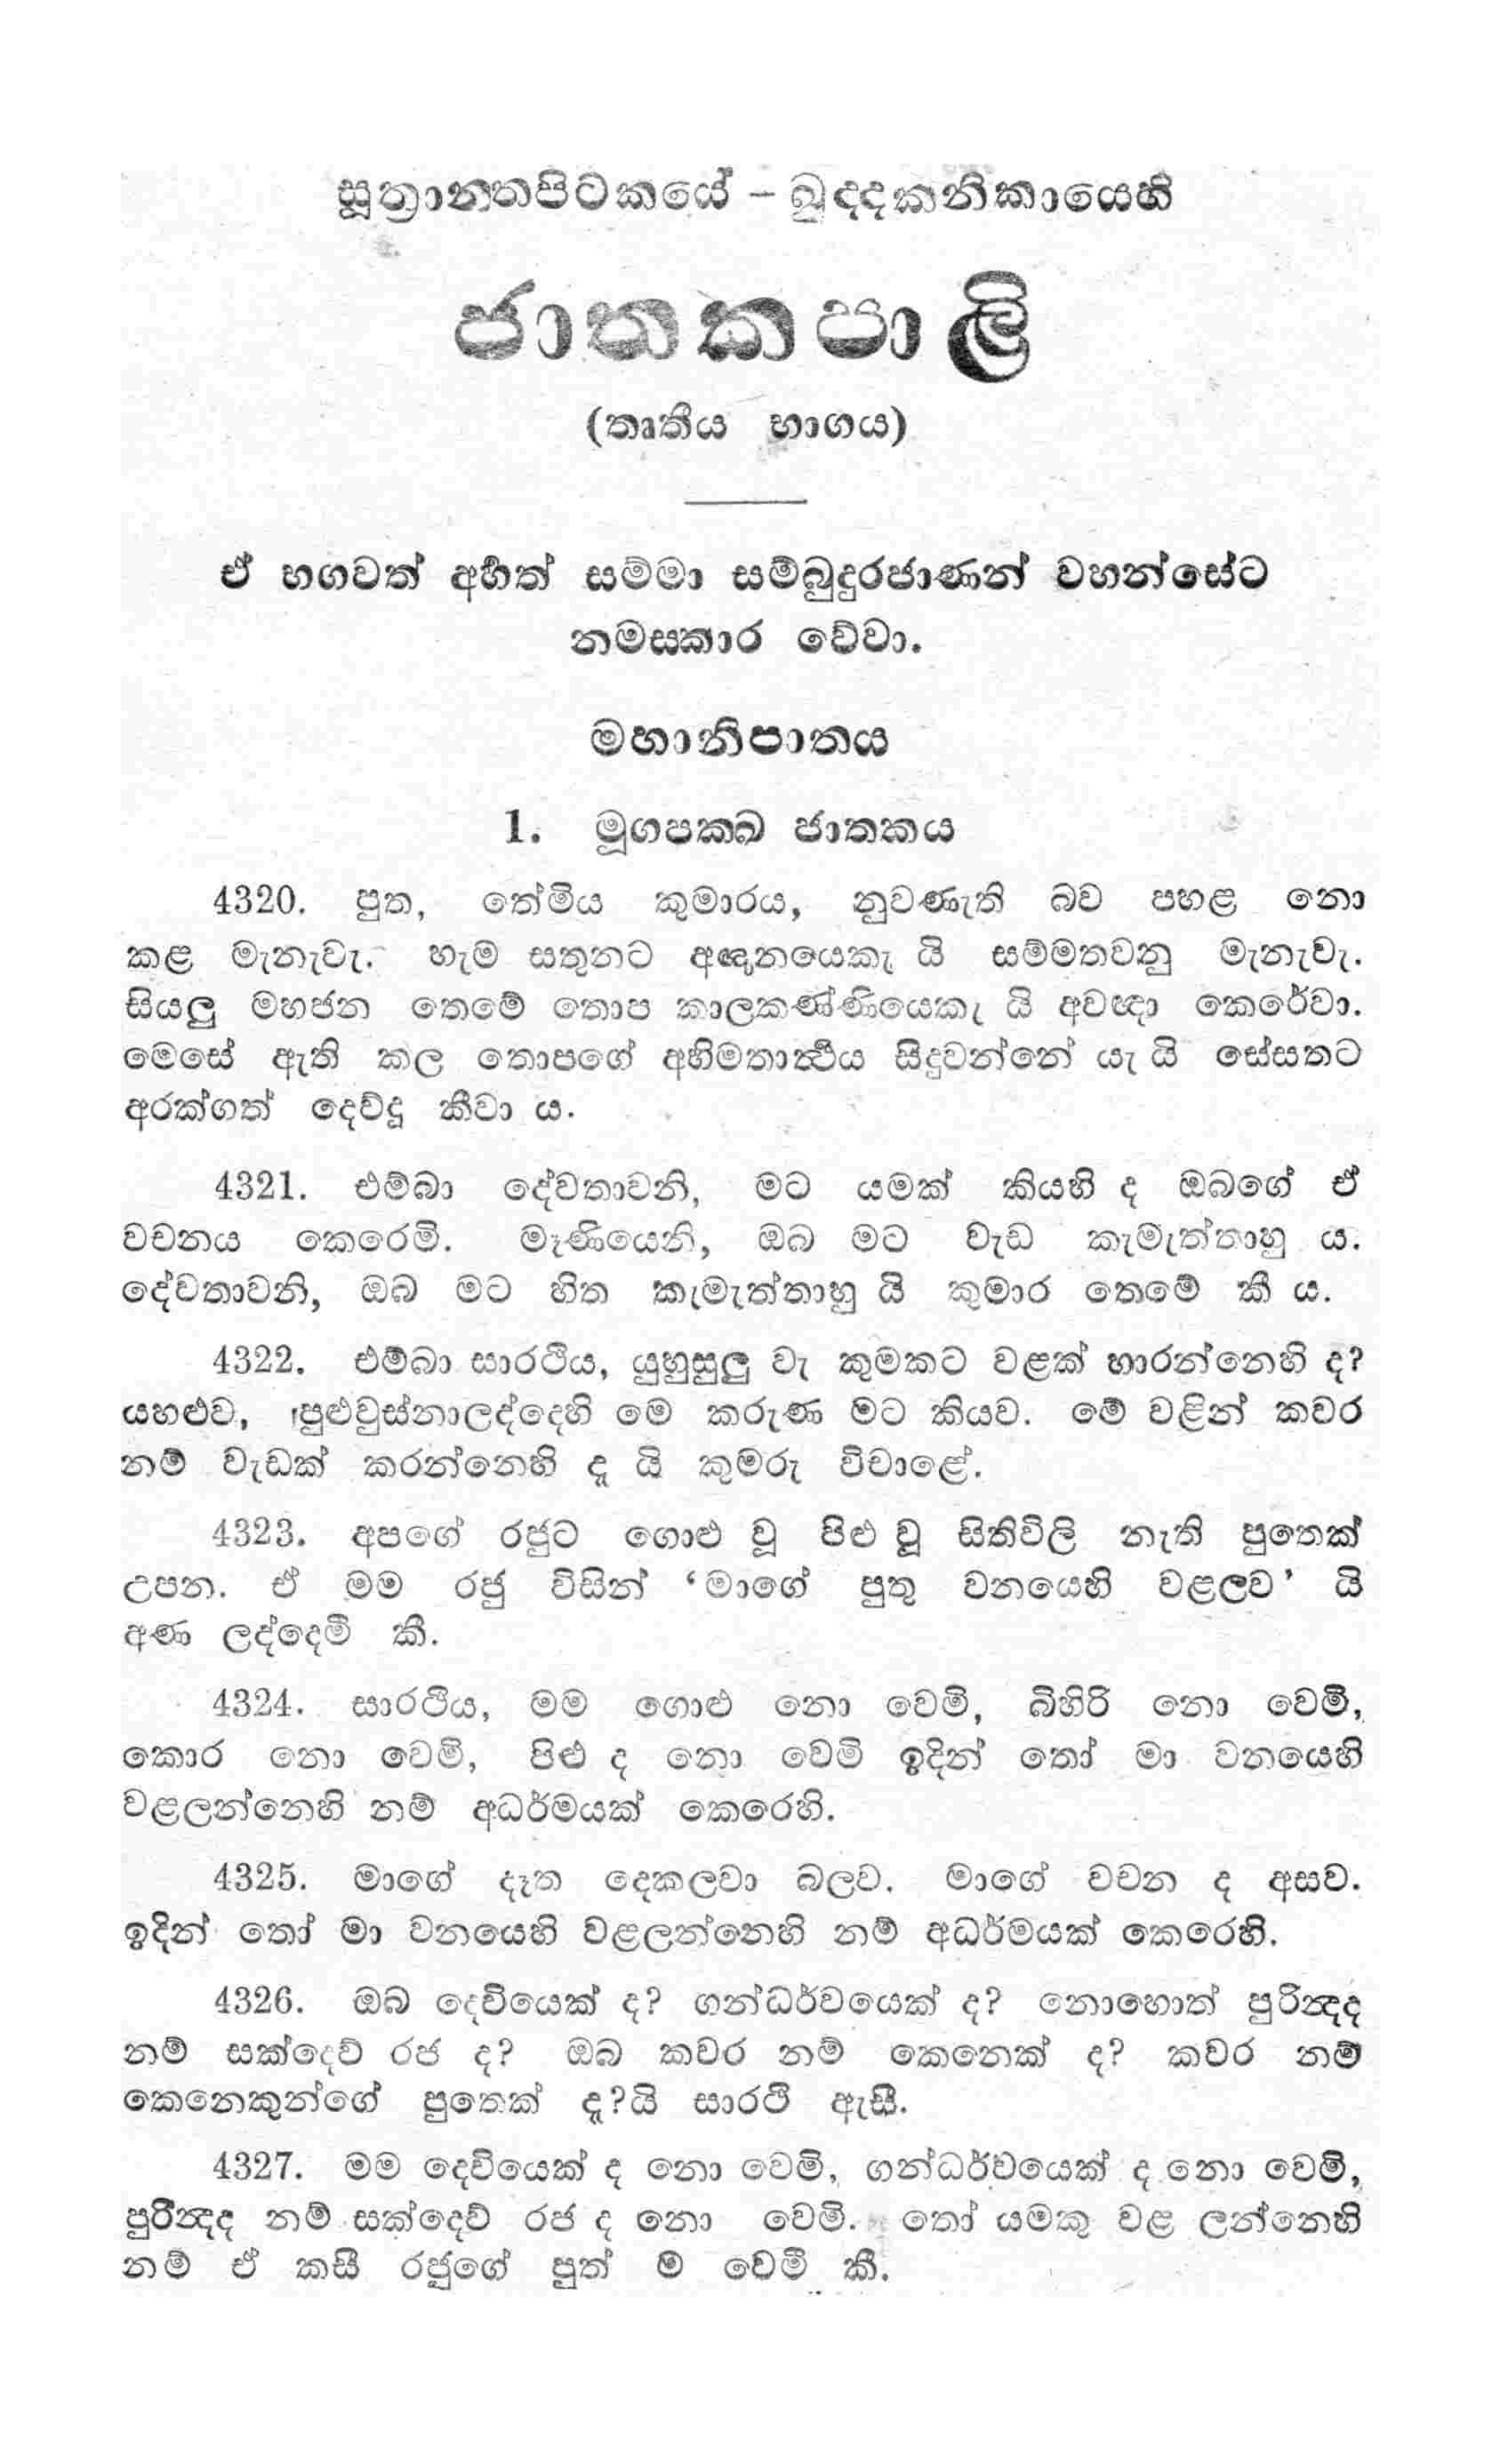 සූත්‍රාන්තපිටකයේ – ඛුද්දකනිකායෙහි
ජාතකපාලි
(තෘතීය භාගය)
ඒ භගවත් අර්හත් සම්මා සම්බුදුරජාණන් වහන්සේට
නමස්කාර වේවා.
මහානිපාතය
1. මූගපක්ඛ ජාතකය
4320. පුත, තේමිය කුමාරය, නුවණැති බව පහළ නො
කළ මැනැවැ. හැම සතුනට අඥානයෙකැ යි සම්මතවනු මැනැවැ.
සියලු මහජන තෙමේ තොප කාලකණ්ණියෙකැ යි අවඥා කෙරේවා.
මෙසේ ඇති කල තොපගේ අභිමතාර්ථය සිදුවන්නේ යැ යි සේසතට
අරක්ගත් දෙව්දූ කීවා ය.
4321. එම්බා දේවතාවනි, මට යමක් කියහි ද ඔබගේ ඒ
වචනය කෙරෙමි. මෑණියෙනි, ඔබ මට වැඩ කැමැත්තාහු ය.
දේවතාවනි, ඔබ මට හිත කැමැත්තාහු යි කුමාර තෙමේ කී ය.
4322. එම්බා සාරථිය, යුහුසුලු වැ කුමකට වළක් හාරන්නෙහි ද?
යහළුව, පුළුවුස්නාලද්දෙහි මෙ කරුණ මට කියව. මේ වළින් කවර
නම් වැඩක් කරන්නෙහි දැ යි කුමරු විචාළේ.
4323. අපගේ රජුට ගොළු වූ පිළු වූ සිතිවිලි නැති පුතෙක්
උපන. ඒ මම රජු විසින් ‘මාගේ පුතු වනයෙහි වළලව’ යි
අණ ලද්දෙමි කී.
4324. සාරථිය, මම ගොළු නො වෙමි, බිහිරි නො වෙමි,
කොර නො වෙමි, පිළු ද නො වෙමි ඉදින් තෝ මා වනයෙහි
වළලන්නෙහි නම් අධර්මයක් කෙරෙහි.
4325. මාගේ දෑත දෙකලවා බලව. මාගේ වචන ද අසව.
ඉදින් තෝ මා වනයෙහි වළලන්නෙහි නම් අධර්මයක් කෙරෙහි.
4326. ඔබ දෙවියෙක් ද? ගන්ධර්වයෙක් ද? නොහොත් පුරින්දද
නම් සක්දෙව් රජ ද? ඔබ කවර නම් කෙනෙක් ද? කවර නම්
කෙනෙකුන්ගේ පුතෙක් දැ?යි සාරථි ඇසී.
4327. මම දෙවියෙක් ද නො වෙමි, ගන්ධර්වයෙක් ද නො වෙමි,
පුරින්දද නම් සක්දෙව් රජ ද නො වෙමි. තෝ යමකු වළ ලන්නෙහි
නම් ඒ කසී රජුගේ පුත් ම වෙමි කී.